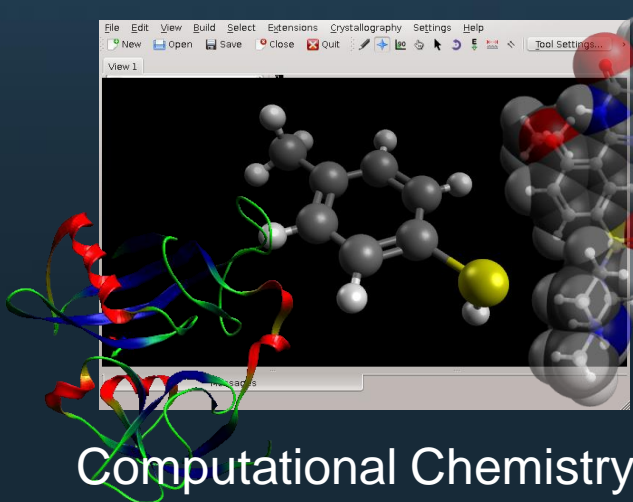 File Edit View Build Select Extensions Crystallography Settings Help
New Open Save Close Quit Tool Settings...
View 1
Messages
Computational Chemistry